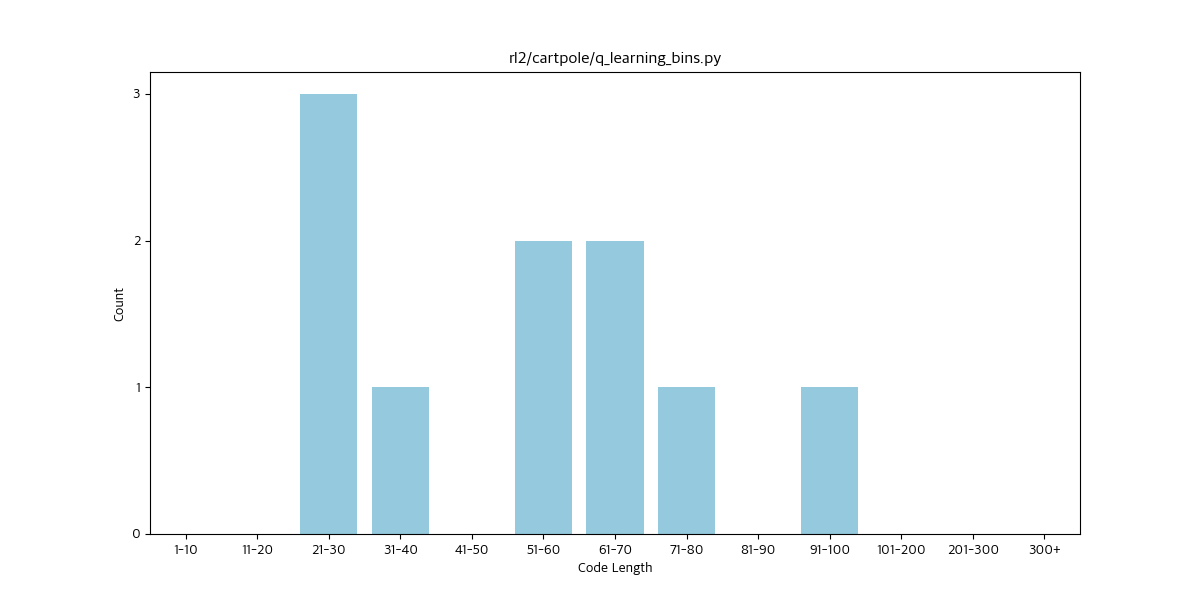 rl2/cartpole/q_learning_bins.py
3
2
1
0
Count
1-10 11-20 21-30 31-40 41-50 51-60 61-70 71-80 81-90 91-100 101-200 201-300 300+
Code Length